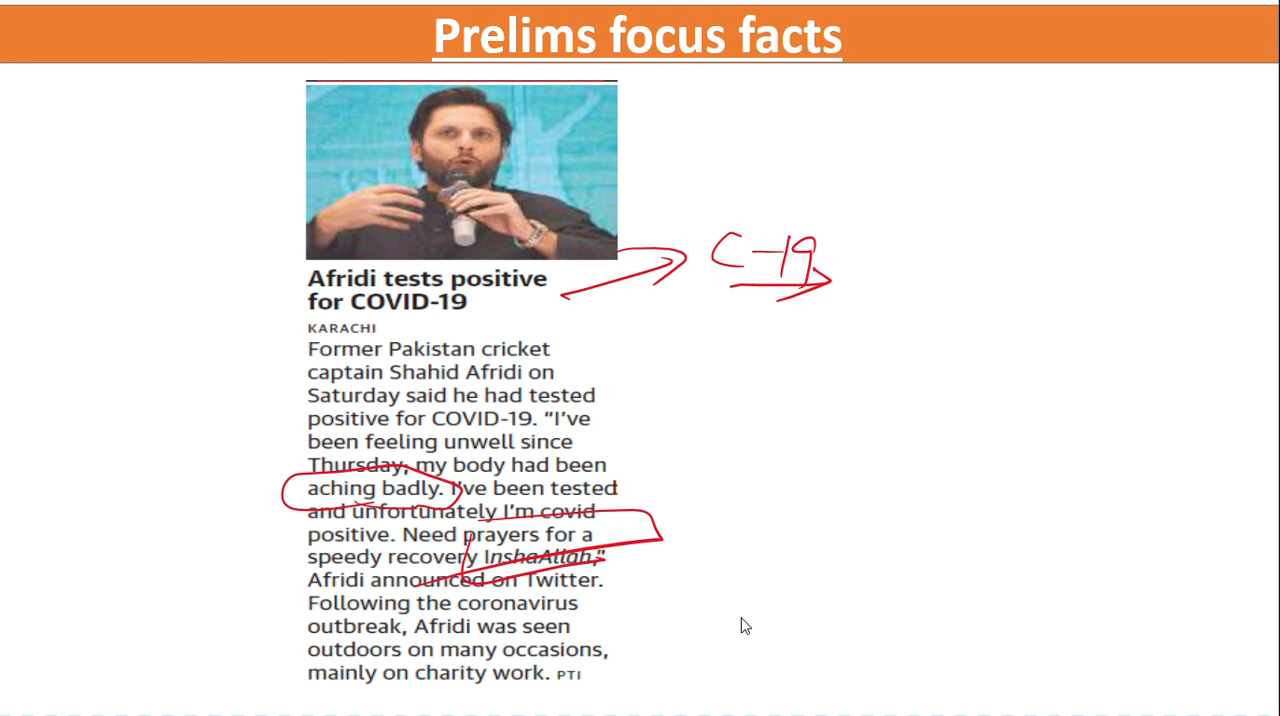 Prelims focus facts
Afridi tests positive
for COVID-19
C-19
KARACHI
Former Pakistan cricket
captain Shahid Afridi on
Saturday said he had tested
positive for COVID-19. “I’ve
been feeling unwell since
Thursday; my body had been
aching badly. I’ve been tested
and unfortunately I’m covid
positive. Need prayers for a
speedy recovery InshaAllah,”
Afridi announced on Twitter.
Following the coronavirus
outbreak, Afridi was seen
outdoors on many occasions,
mainly on charity work. PTI